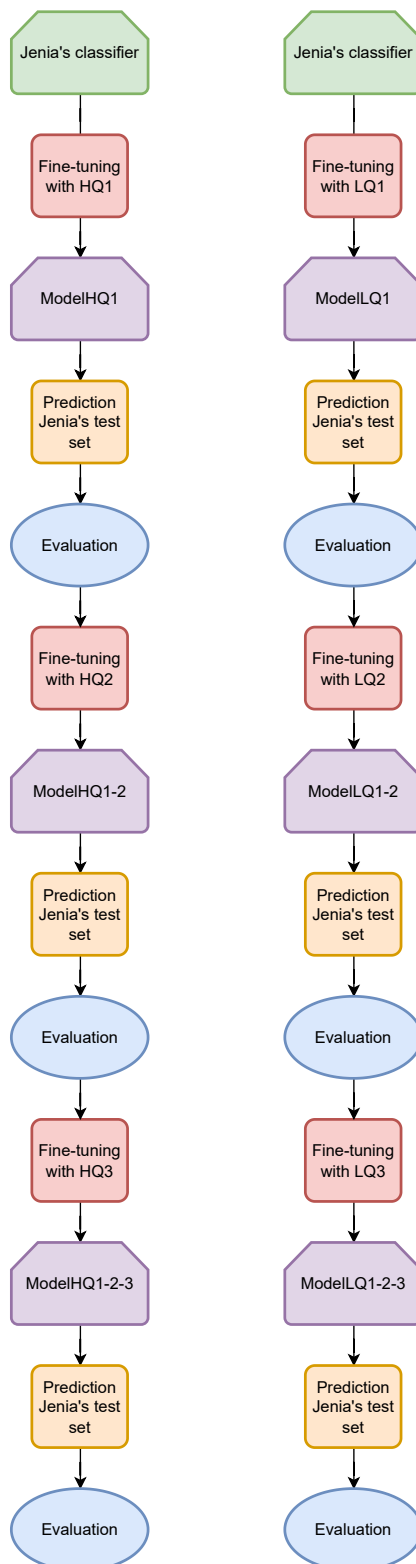 Jenia's classifier
Fine-tuning
with HQ1
ModelHQ1
Prediction
Jenia's test
set
Evaluation
Fine-tuning
with HQ2
ModelHQ1-2
Prediction
Jenia's test
set
Evaluation
Fine-tuning
with HQ3
ModelHQ1-2-3
Prediction
Jenia's test
set
Evaluation
Jenia's classifier
Fine-tuning
with LQ1
ModelLQ1
Prediction
Jenia's test
set
Evaluation
Fine-tuning
with LQ2
ModelLQ1-2
Prediction
Jenia's test
set
Evaluation
Fine-tuning
with LQ3
ModelLQ1-2-3
Prediction
Jenia's test
set
Evaluation